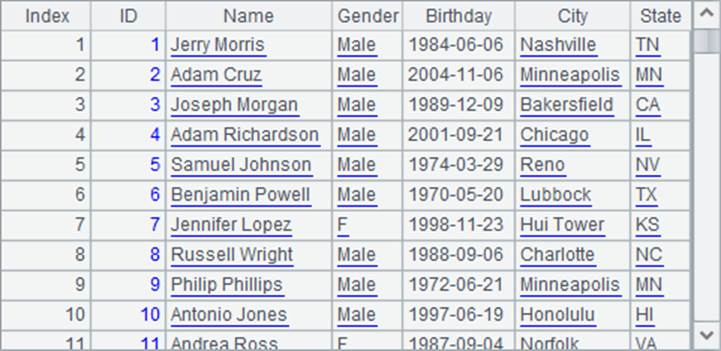 Index ID Name Gender Birthday City State
1 1 Jerry Morris Male 1984-06-06 Nashville TN
2 2 Adam Cruz Male 2004-11-06 Minneapolis MN
3 3 Joseph Morgan Male 1989-12-09 Bakersfield CA
4 4 Adam Richardson Male 2001-09-21 Chicago IL
5 5 Samuel Johnson Male 1974-03-29 Reno NV
6 6 Benjamin Powell Male 1970-05-20 Lubbock TX
7 7 Jennifer Lopez F 1998-11-23 Hui Tower KS
8 8 Russell Wright Male 1988-09-06 Charlotte NC
9 9 Philip Phillips Male 1972-06-21 Minneapolis MN
10 10 Antonio Jones Male 1997-06-19 Honolulu HI
11 11 Andrea Ross F 1987-09-04 Norfolk VA